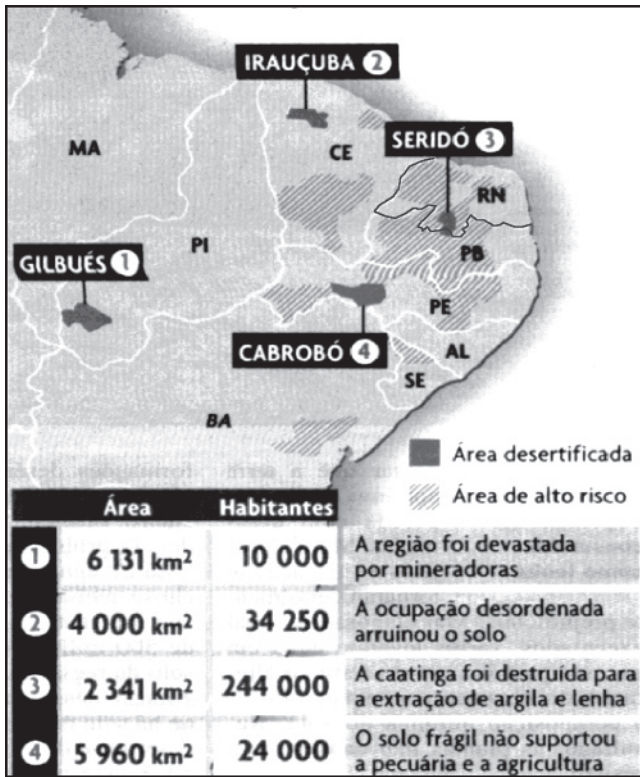 IRAUÇUBA 2
MA
CE
SERIDÓ 3
RN
PI
PB
GILBUÉS 1
PE
CABROBÓ 4
AL
SE
BA
Área desertificada
Área de alto risco
Área Habitantes
1 6 131 km² 10 000 A região foi devastada
por mineradoras
2 4 000 km² 34 250 A ocupação desordenada
arruinou o solo
3 2 341 km² 244 000 A caatinga foi destruída para
a extração de argila e lenha
4 5 960 km² 24 000 O solo frágil não suportou
a pecuária e a agricultura